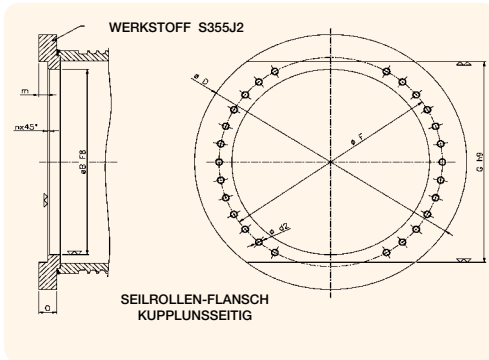 WERKSTOFF S355J2
m
nx45°
øB F8
a
ø D
ø F
ø d2
G h9
SEILROLLEN-FLANSCH
KUPPLUNSSEITIG